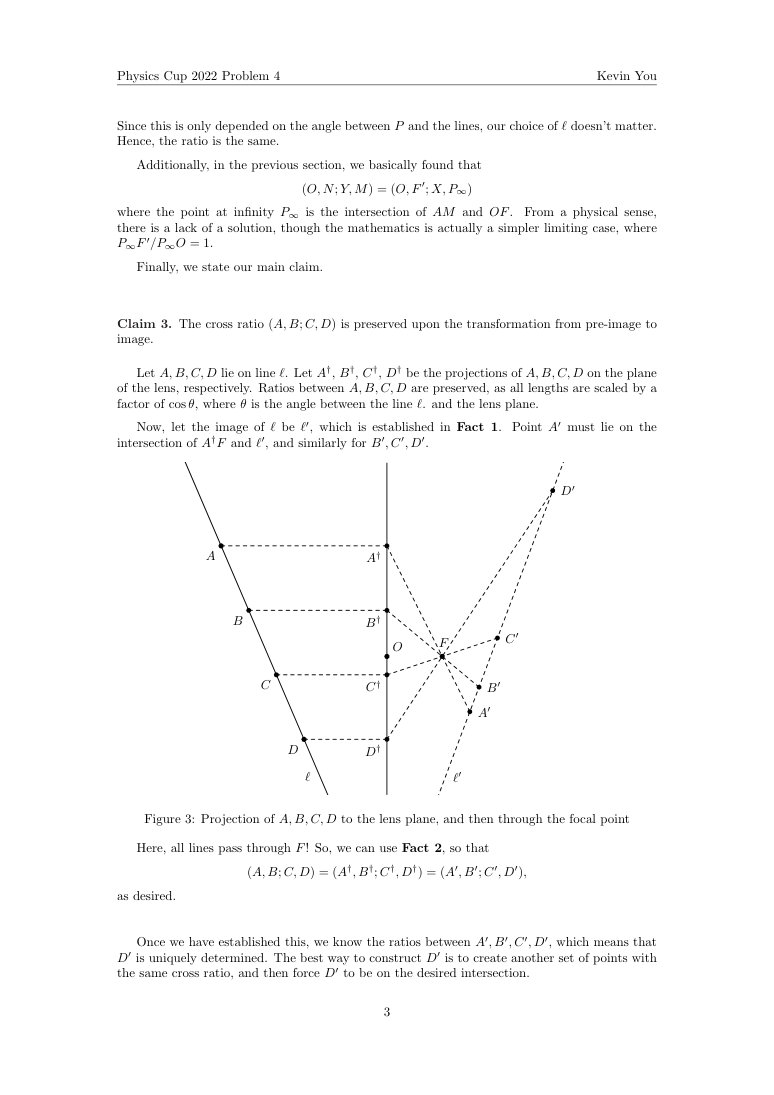 Physics Cup 2022 Problem 4 Kevin You
Since this is only depended on the angle between P and the lines, our choice of ℓ doesn't matter.
Hence, the ratio is the same.
Additionally, in the previous section, we basically found that
(O, N; Y, M) = (O, F′; X, P∞)
where the point at infinity P∞ is the intersection of AM and OF. From a physical sense,
there is a lack of a solution, though the mathematics is actually a simpler limiting case, where
P∞F′/P∞O = 1.
Finally, we state our main claim.
Claim 3. The cross ratio (A, B; C, D) is preserved upon the transformation from pre-image to
image.
Let A, B, C, D lie on line ℓ. Let A†, B†, C†, D† be the projections of A, B, C, D on the plane
of the lens, respectively. Ratios between A, B, C, D are preserved, as all lengths are scaled by a
factor of cos θ, where θ is the angle between the line ℓ. and the lens plane.
Now, let the image of ℓ be ℓ′, which is established in Fact 1. Point A′ must lie on the
intersection of A†F and ℓ′, and similarly for B′, C′, D′.
D′
A
A†
B
B†
O
F
C′
C
C†
B′
A′
D
D†
ℓ
ℓ′
Figure 3: Projection of A, B, C, D to the lens plane, and then through the focal point
Here, all lines pass through F! So, we can use Fact 2, so that
(A, B; C, D) = (A†, B†; C†, D†) = (A′, B′; C′, D′),
as desired.
Once we have established this, we know the ratios between A′, B′, C′, D′, which means that
D′ is uniquely determined. The best way to construct D′ is to create another set of points with
the same cross ratio, and then force D′ to be on the desired intersection.
3